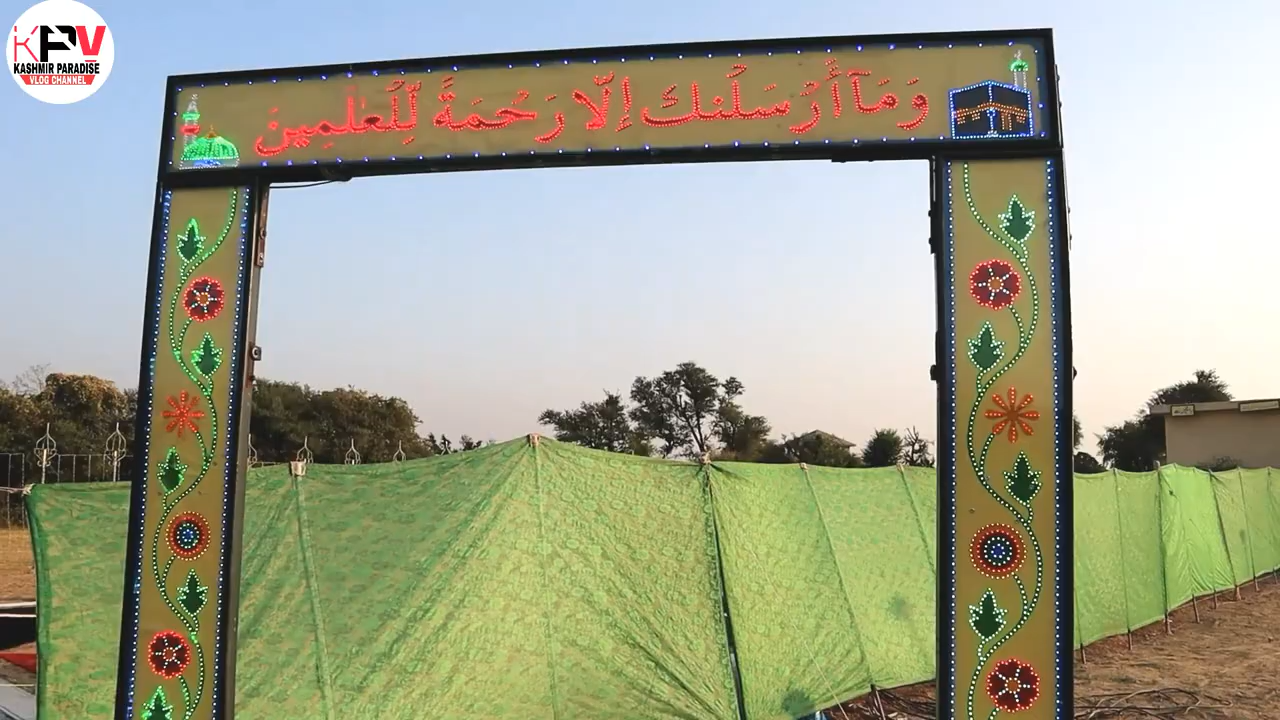 KPV
KASHMIR PARADISE
VLOG CHANNEL
وَمَآ أَرْسَلْنٰكَ إِلَّا رَحْمَةً لِّلْعٰلَمِينَ